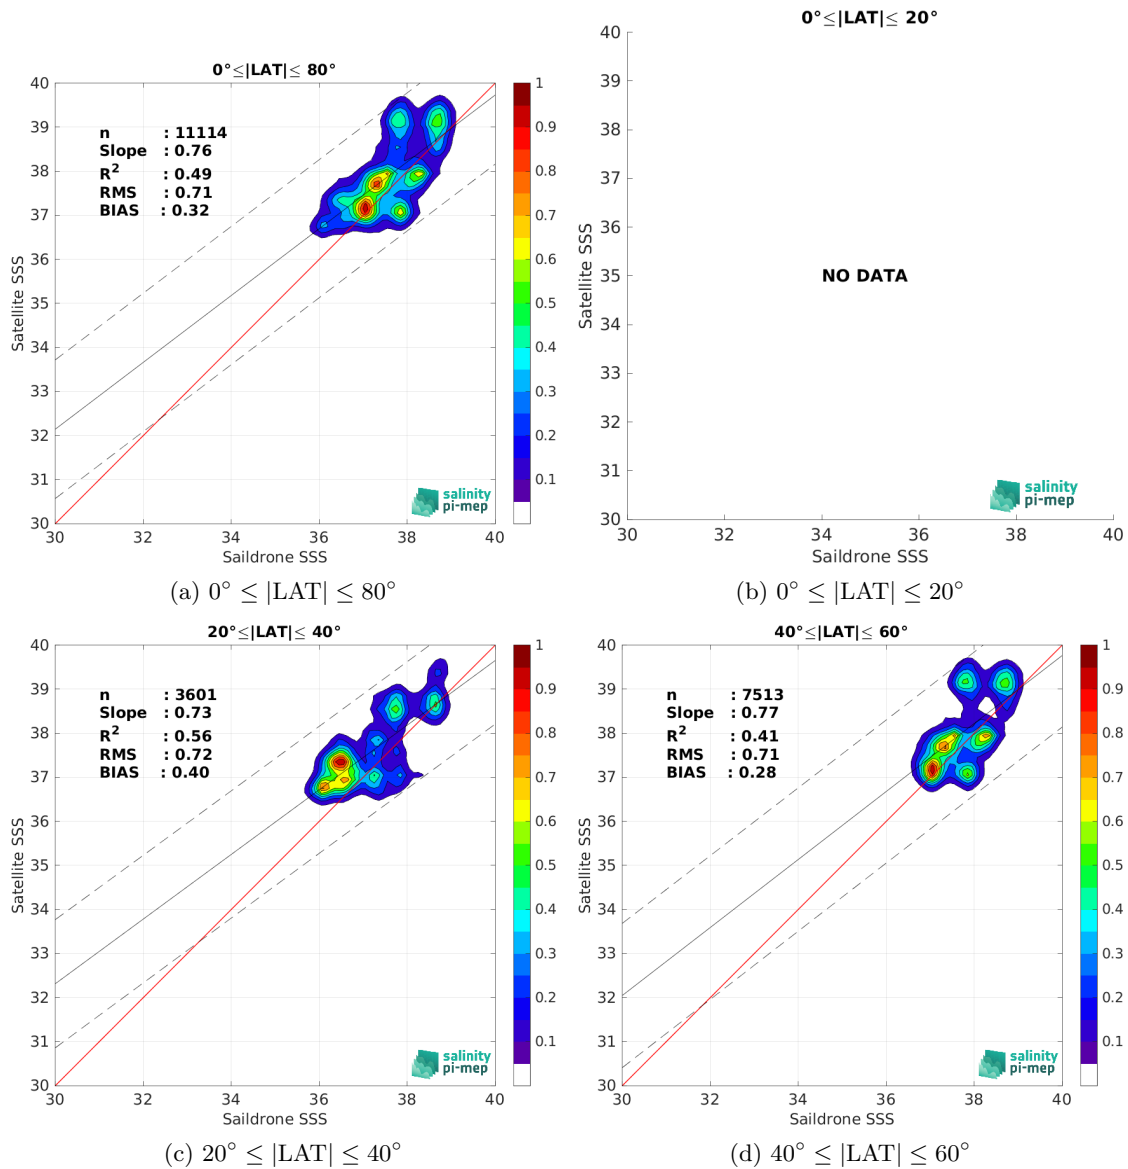 0°≤|LAT|≤ 80°
n : 11114
Slope : 0.76
R² : 0.49
RMS : 0.71
BIAS : 0.32
40
39
38
37
36
35
34
33
32
31
30
30 32 34 36 38 40
Satellite SSS
Saildrone SSS
1
0.9
0.8
0.7
0.6
0.5
0.4
0.3
0.2
0.1
salinity
pi-mep
(a) 0° ≤ |LAT| ≤ 80°
0°≤|LAT|≤ 20°
40
39
38
37
36
35
34
33
32
31
30
30 32 34 36 38 40
Satellite SSS
NO DATA
Saildrone SSS
salinity
pi-mep
(b) 0° ≤ |LAT| ≤ 20°
20°≤|LAT|≤ 40°
n : 3601
Slope : 0.73
R² : 0.56
RMS : 0.72
BIAS : 0.40
40
39
38
37
36
35
34
33
32
31
30
30 32 34 36 38 40
Satellite SSS
Saildrone SSS
1
0.9
0.8
0.7
0.6
0.5
0.4
0.3
0.2
0.1
salinity
pi-mep
(c) 20° ≤ |LAT| ≤ 40°
40°≤|LAT|≤ 60°
n : 7513
Slope : 0.77
R² : 0.41
RMS : 0.71
BIAS : 0.28
40
39
38
37
36
35
34
33
32
31
30
30 32 34 36 38 40
Satellite SSS
Saildrone SSS
1
0.9
0.8
0.7
0.6
0.5
0.4
0.3
0.2
0.1
salinity
pi-mep
(d) 40° ≤ |LAT| ≤ 60°